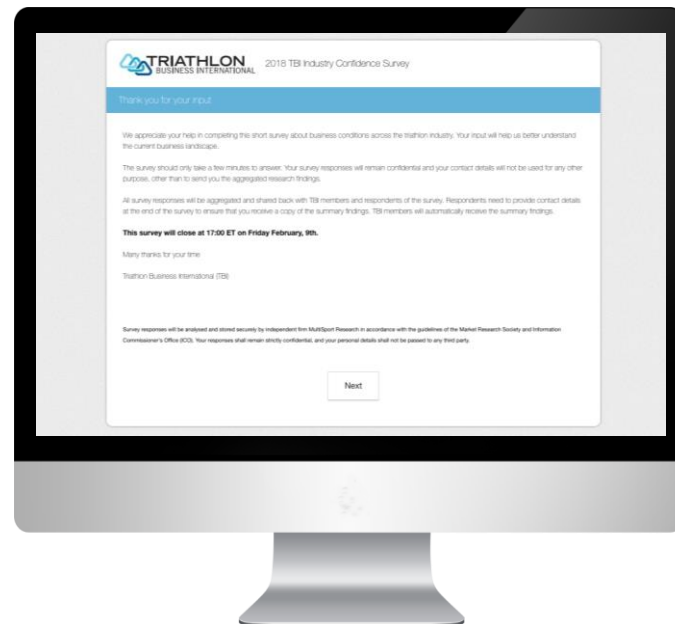 TRIATHLON
BUSINESS INTERNATIONAL
2018 TBI Industry Confidence Survey
Thank you for your input
We appreciate your help in completing the short survey about business conditions across the triathlon industry. Your input will help us better understand
the current business landscape.
The survey should only take a few minutes to answer. Your survey responses will remain confidential and your contact details will not be used for any other
purpose, other than to send you the aggregated research findings.
All survey responses will be aggregated and shared back with TBI members and respondents of the survey. Respondents need to provide contact details
at the end of the survey to ensure that you receive a copy of the summary findings. TBI members will automatically receive the summary findings.
This survey will close at 17:00 ET on Friday February, 9th.
Many thanks for your time
Triathlon Business International (TBI)
Survey responses will be analysed and stored securely by independent firm MultiSport Research in accordance with the guidelines of the Market Research Society and Information
Commissioner's Office (ICO). Your responses shall remain strictly confidential, and your personal details shall not be passed to any third party.
Next